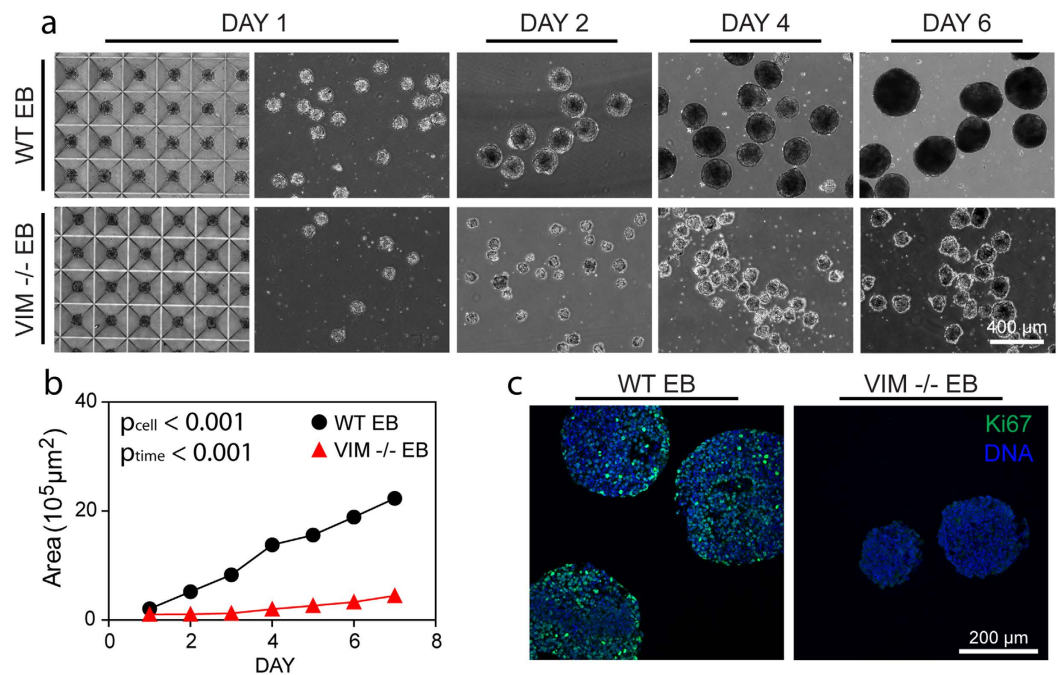 a
DAY 1
DAY 2
DAY 4
DAY 6
WT EB
VIM -/- EB
400 µm
b
40
20
0
Area (10⁵µm²)
pcell < 0.001
ptime < 0.001
WT EB
VIM -/- EB
0
2
4
6
8
DAY
c
WT EB
VIM -/- EB
Ki67
DNA
200 µm